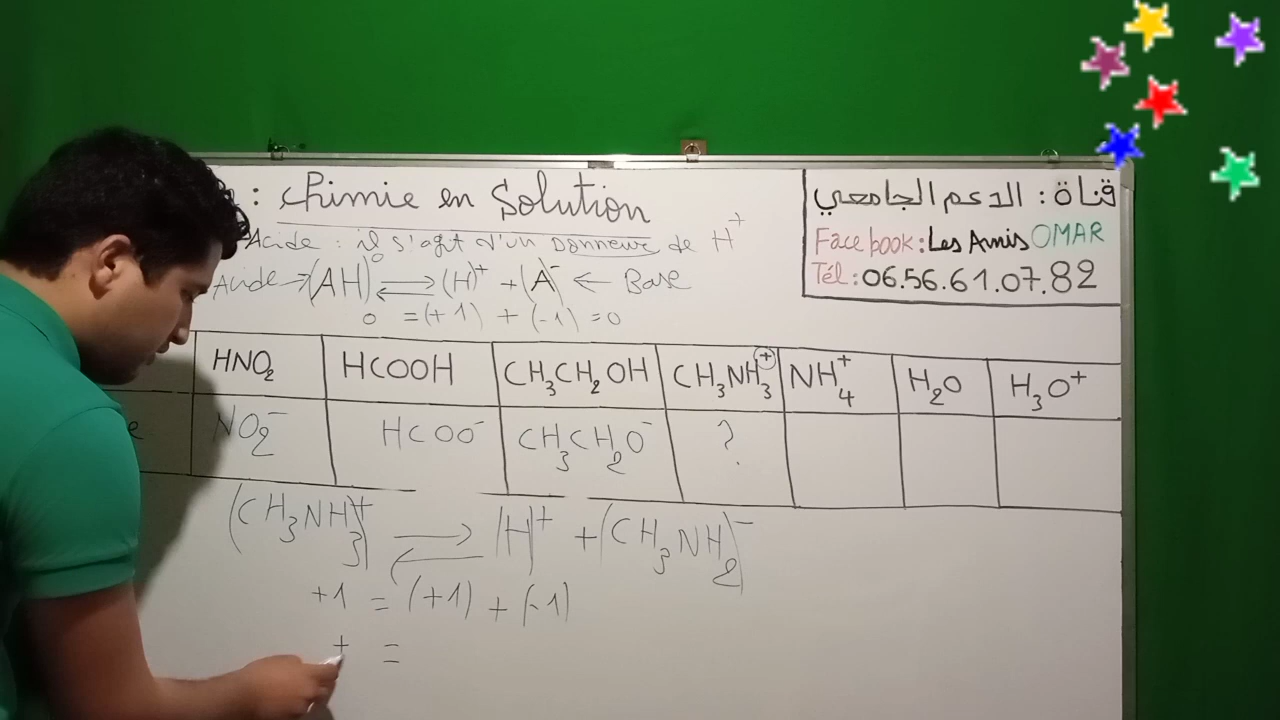 : Chimie en Solution
Acide : il s'agit d'un Donneur de H⁺
Acide → (AH)⁰ ⇌ (H)⁺ + (A)⁻ ← Base
0 = (+1) + (-1) = 0
قناة : الدعم الجامعي
Facebook : Les Amis OMAR
Tél : 06.56.61.07.82
HNO₂ HCOOH CH₃CH₂OH CH₃NH₃⁺ NH₄⁺ H₂O H₃O⁺
e NO₂⁻ HCOO⁻ CH₃CH₂O⁻ ?
(CH₃NH₃)⁺ ⇌ (H)⁺ + (CH₃NH₂)⁻
+1 = (+1) + (-1)
+ =